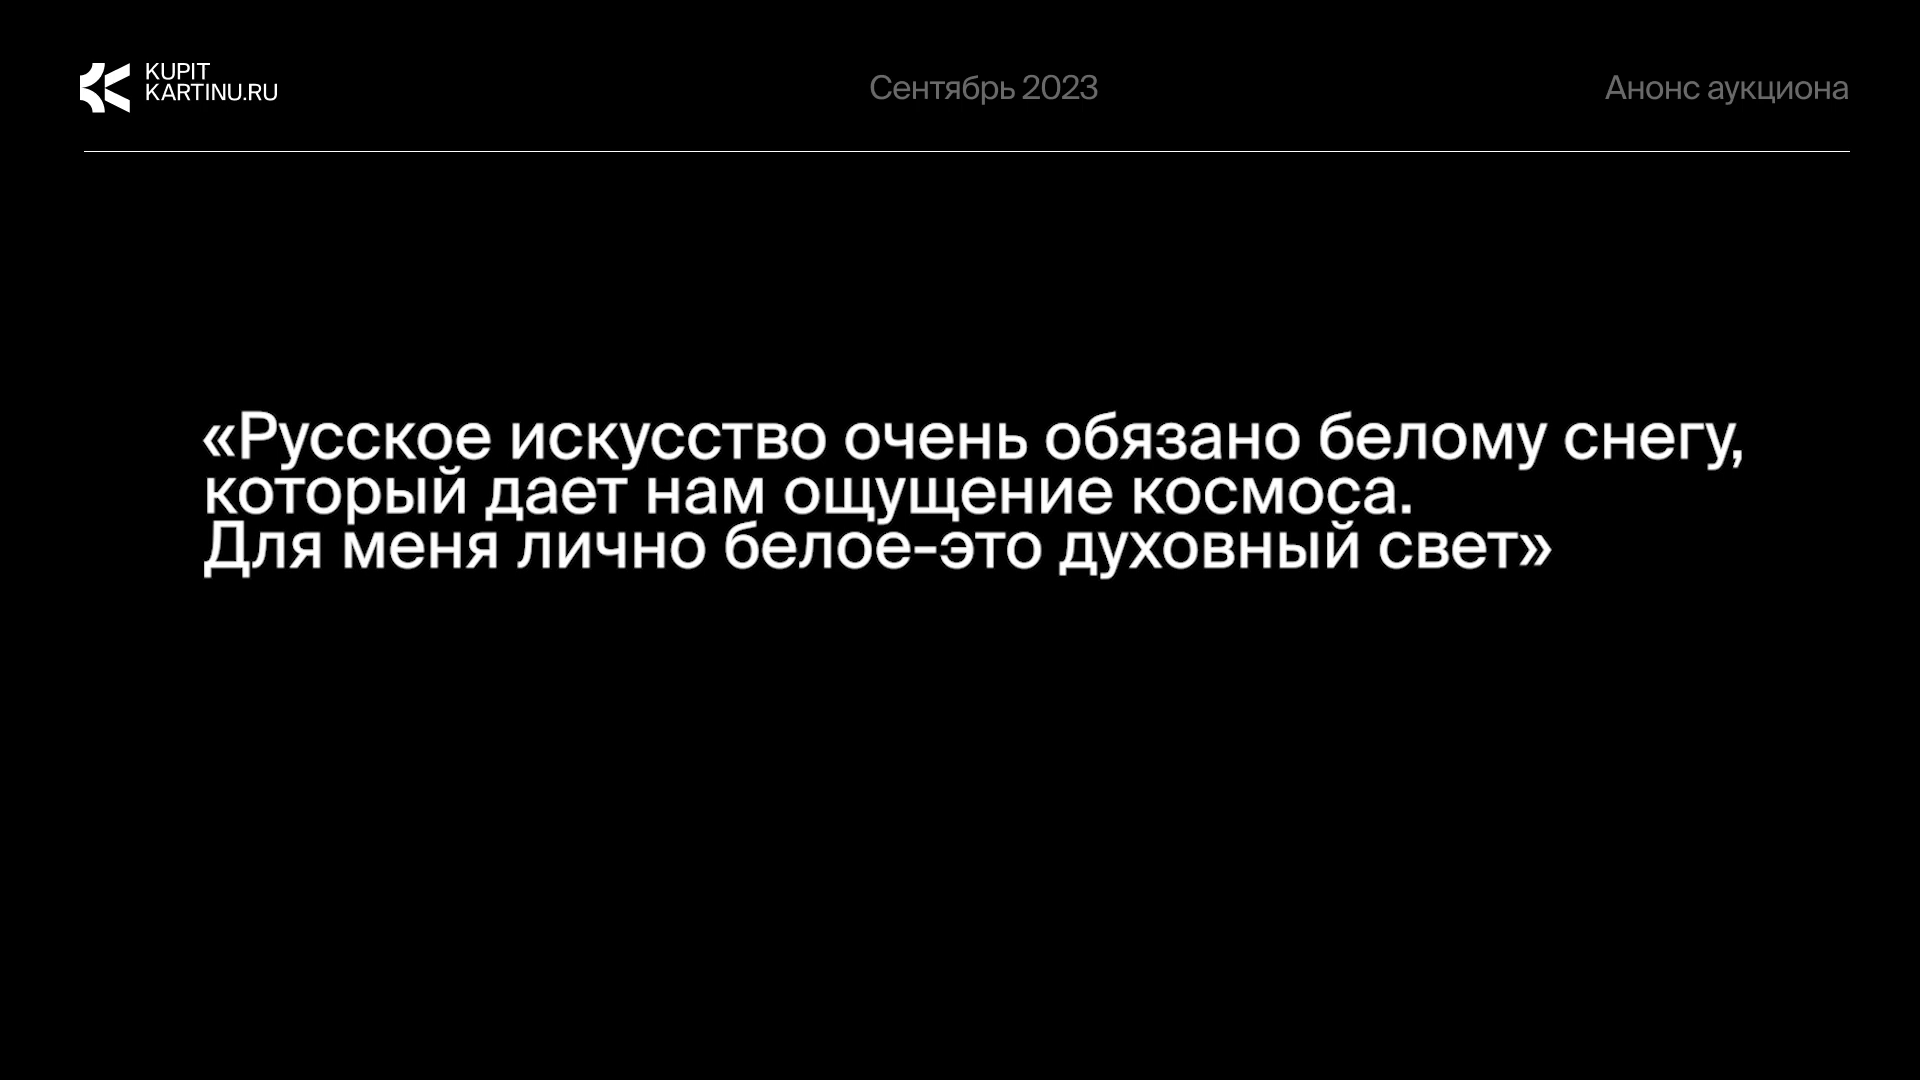 KUPIT
KARTINU.RU
Сентябрь 2023
Анонс аукциона
«Русское искусство очень обязано белому снегу,
который дает нам ощущение космоса.
Для меня лично белое-это духовный свет»